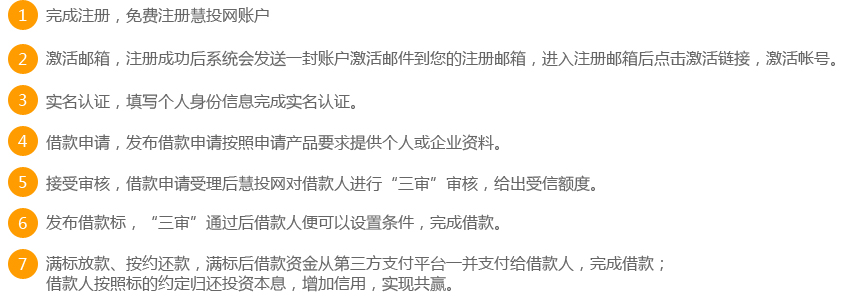 1 完成注册，免费注册慧投网账户
2 激活邮箱，注册成功后系统会发送一封账户激活邮件到您的注册邮箱，进入注册邮箱后点击激活链接，激活帐号。
3 实名认证，填写个人身份信息完成实名认证。
4 借款申请，发布借款申请按照申请产品要求提供个人或企业资料。
5 接受审核，借款申请受理后慧投网对借款人进行“三审”审核，给出受信额度。
6 发布借款标，“三审”通过后借款人便可以设置条件，完成借款。
7 满标放款、按约还款，满标后借款资金从第三方支付平台一并支付给借款人，完成借款；
借款人按照标的约定归还投资本息，增加信用，实现共赢。